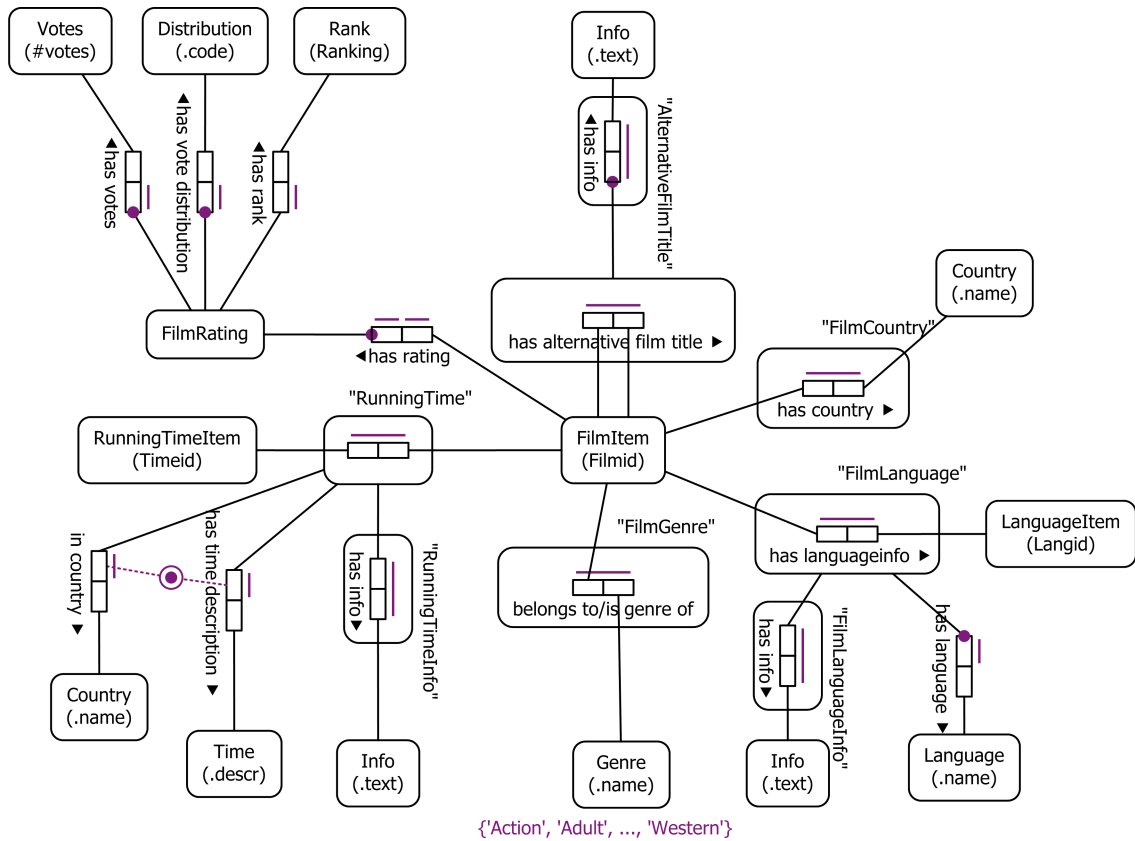 Votes
(#votes)
Distribution
(.code)
Rank
(Ranking)
Info
(.text)
◀has votes
◀has vote distribution
◀has rank
◀has info
"AlternativeFilmTitle"
Country
(.name)
FilmRating
◀has rating
has alternative film title ▶
"FilmCountry"
has country ▶
"RunningTime"
RunningTimeItem
(Timeid)
FilmItem
(Filmid)
"FilmLanguage"
has languageinfo ▶
LanguageItem
(Langid)
in country ▶
has time description ▶
has info▶
"RunningTimeInfo"
"FilmGenre"
belongs to/is genre of
has info▶
"FilmLanguageInfo"
has language ▶
Country
(.name)
Time
(.descr)
Info
(.text)
Genre
(.name)
Info
(.text)
Language
(.name)
{'Action', 'Adult', ..., 'Western'}